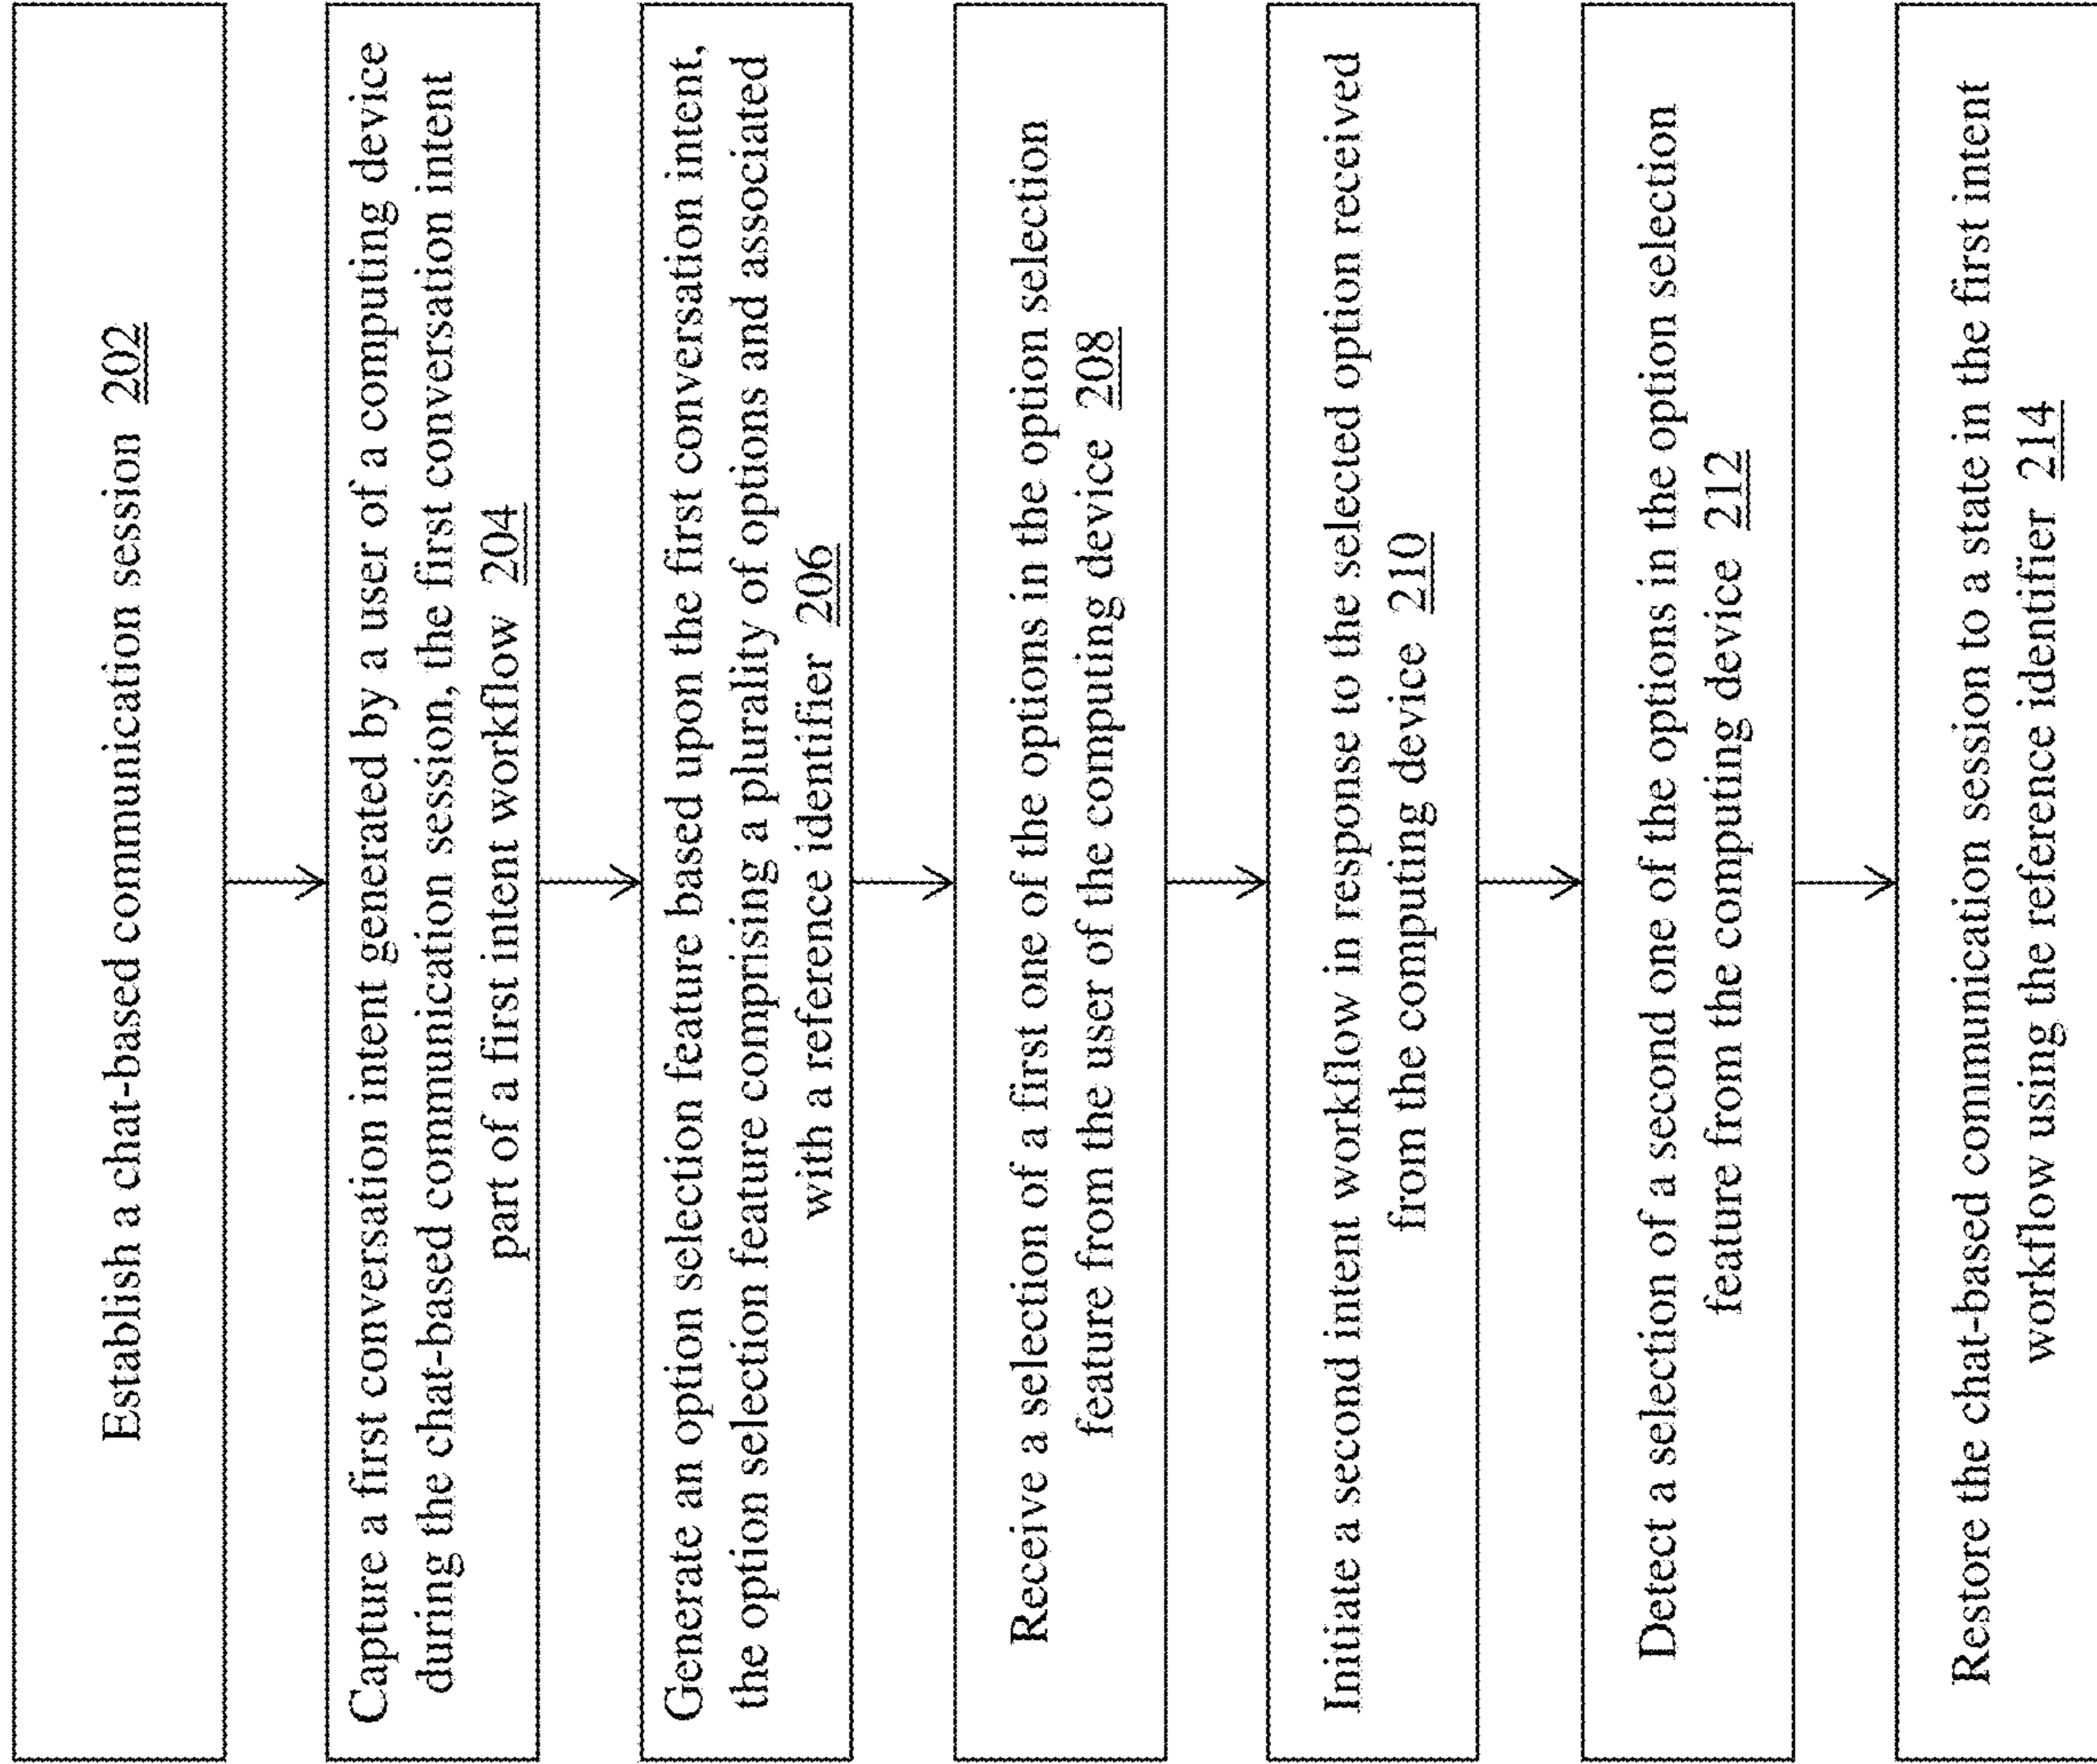 Establish a chat-based communication session 202
Capture a first conversation intent generated by a user of a computing device
during the chat-based communication session, the first conversation intent
part of a first intent workflow 204
Generate an option selection feature based upon the first conversation intent,
the option selection feature comprising a plurality of options and associated
with a reference identifier 206
Receive a selection of a first one of the options in the option selection
feature from the user of the computing device 208
Initiate a second intent workflow in response to the selected option received
from the computing device 210
Detect a selection of a second one of the options in the option selection
feature from the computing device 212
Restore the chat-based communication session to a state in the first intent
workflow using the reference identifier 214